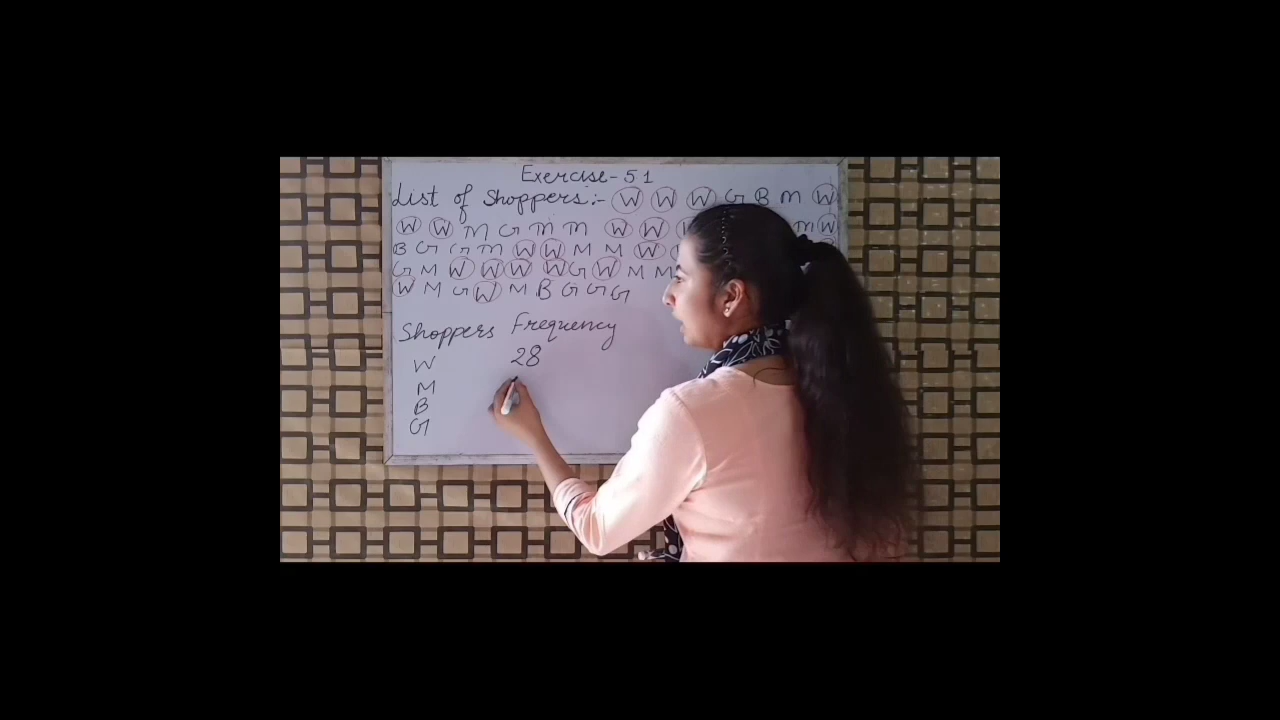 Exercise-51
List of Shoppers:- W W W G B M W
W W M G M M W W M W
B G G M W W M M W
G M W W W W G W M M
W M G W M B G G G
Shoppers Frequency
W 28
M
B
G